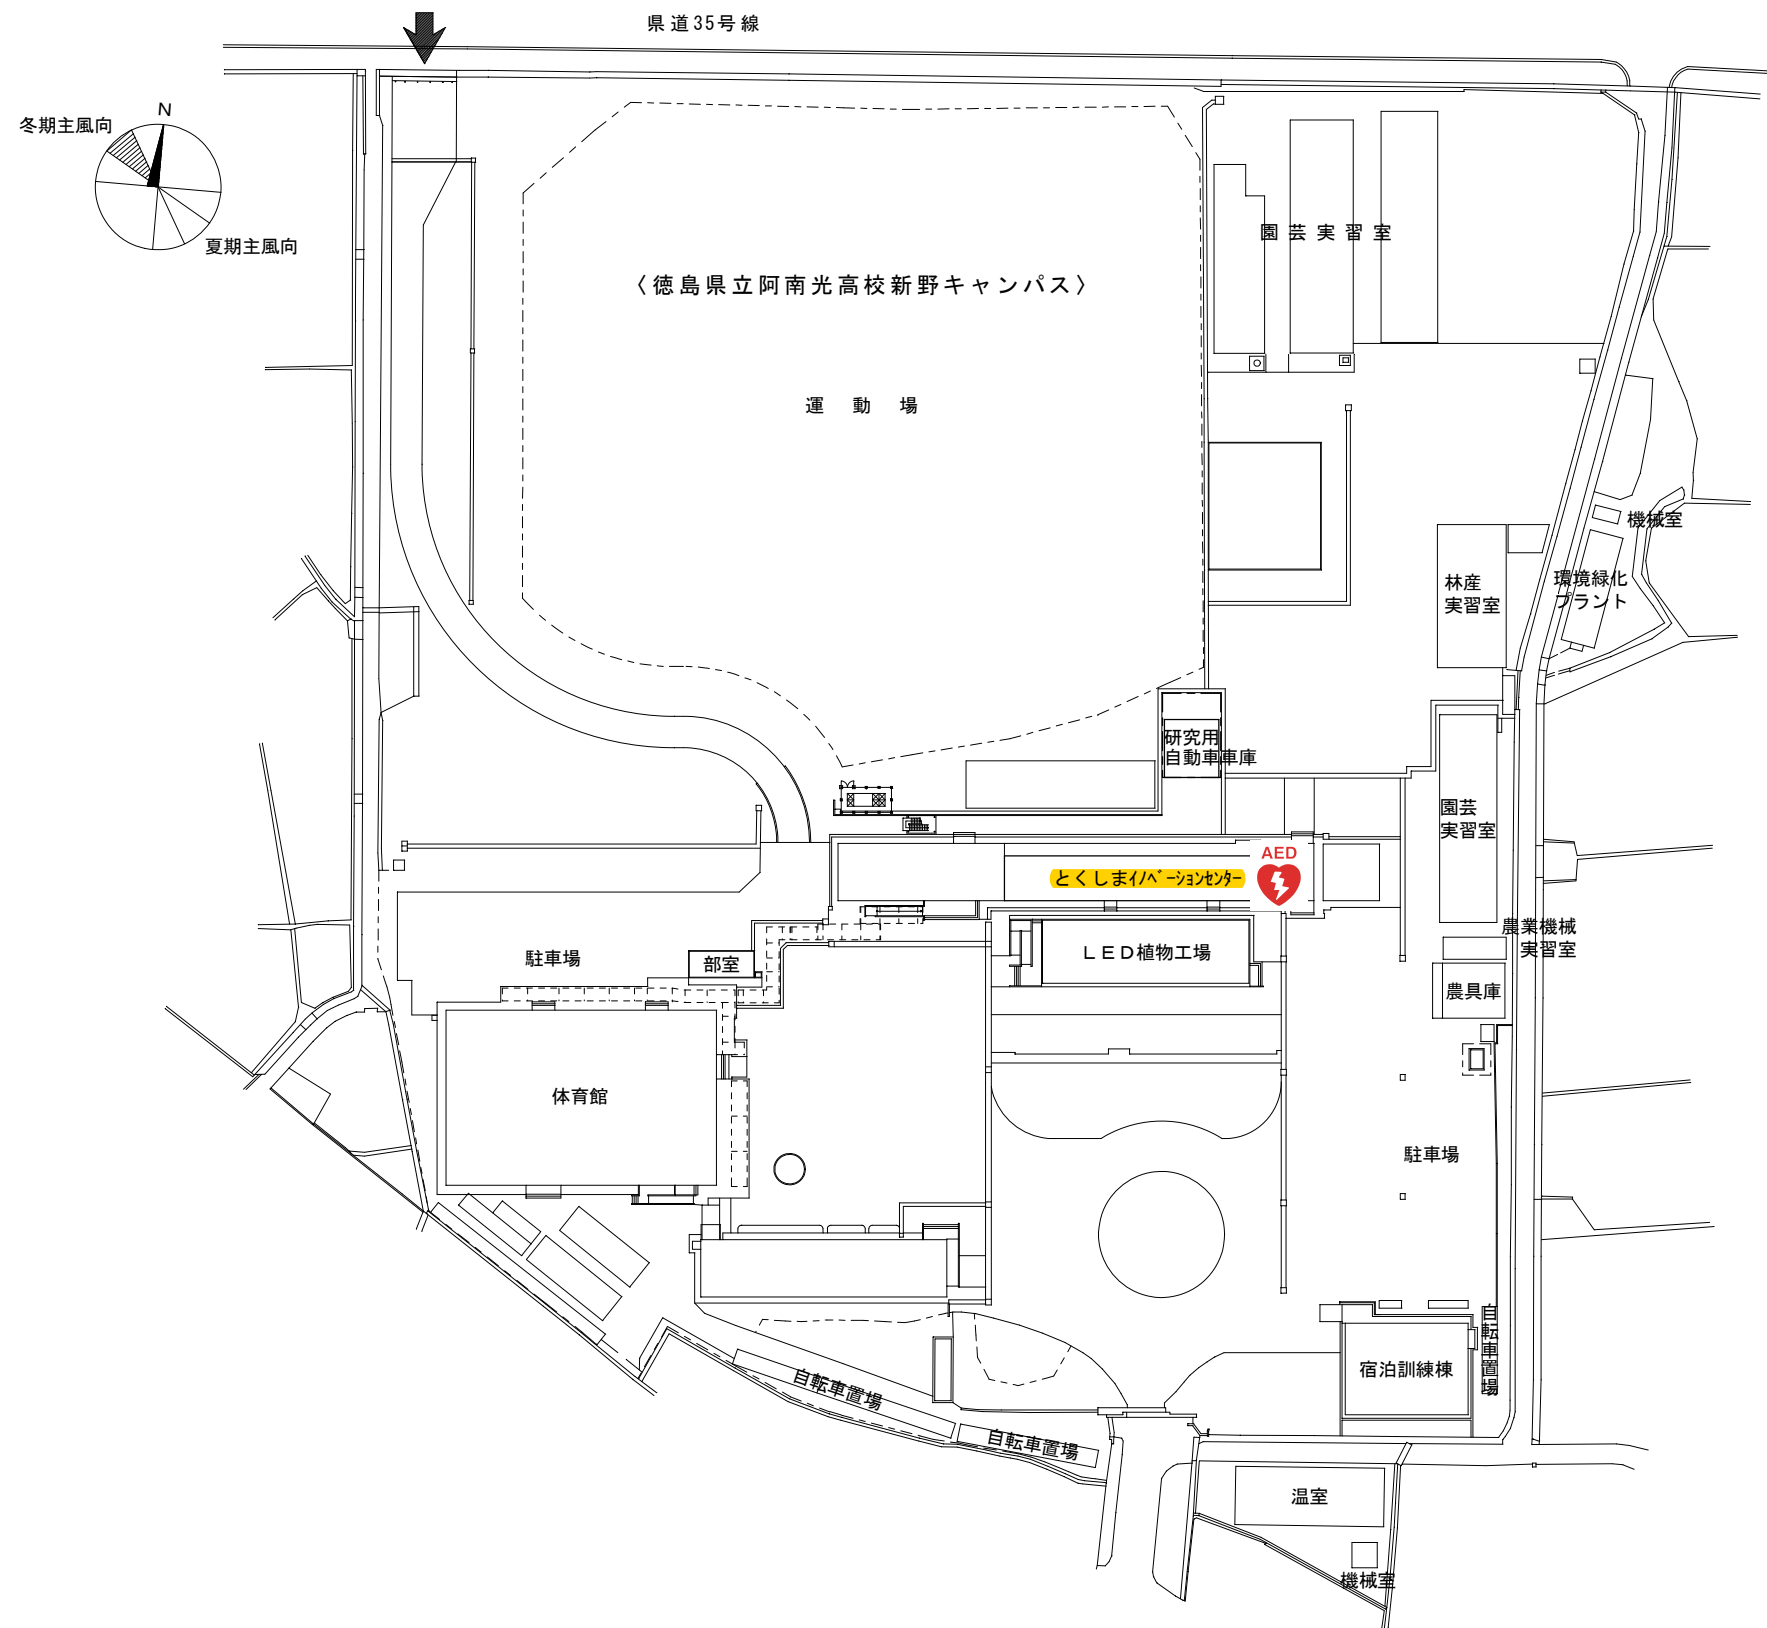 県道35号線
N
冬期主風向
夏期主風向
園芸実習室
〈徳島県立阿南光高校新野キャンパス〉
運動場
機械室
林産
実習室
環境緑化
プラント
研究用
自動車車庫
園芸
実習室
AED
とくしまイノベーションセンター
農業機械
実習室
LED植物工場
駐車場
部室
農具庫
体育館
駐車場
自転車置場
宿泊訓練棟
自転車置場
自転車置場
温室
機械室